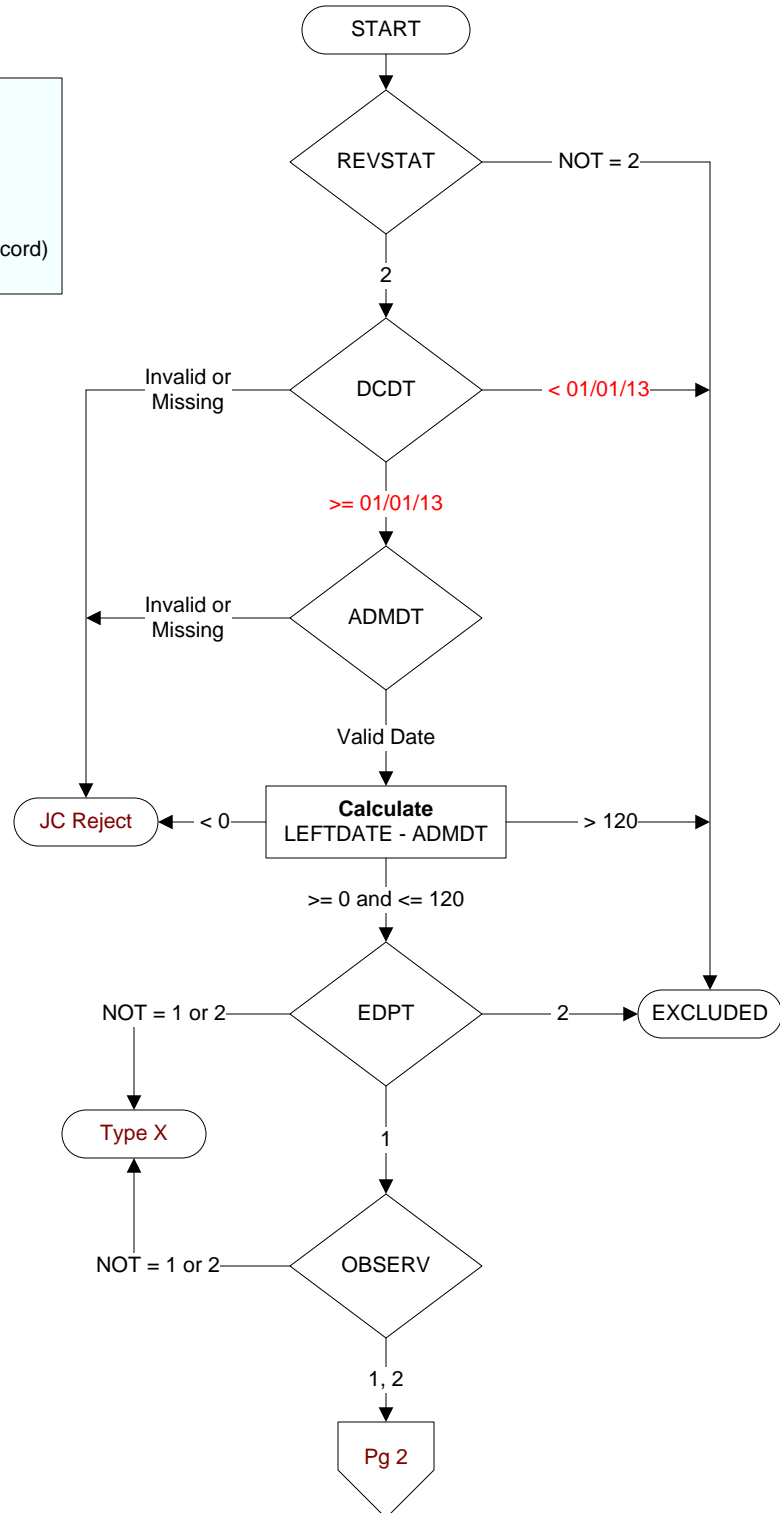 START
REVSTAT
NOT = 2
2
cord)
Invalid or
Missing
DCDT
< 01/01/13
>= 01/01/13
Invalid or
Missing
ADMDT
Valid Date
JC Reject
< 0
Calculate
LEFTDATE - ADMDT
> 120
>= 0 and <= 120
NOT = 1 or 2
EDPT
2
EXCLUDED
Type X
1
NOT = 1 or 2
OBSERV
1, 2
Pg 2